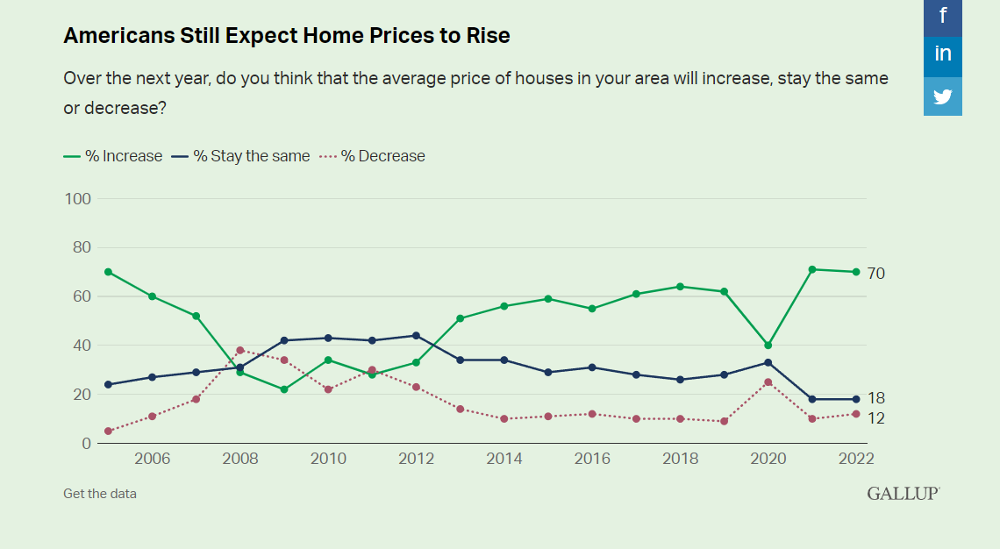 Americans Still Expect Home Prices to Rise
f
in
Over the next year, do you think that the average price of houses in your area will increase, stay the same
or decrease?
% Increase % Stay the same % Decrease
100
80
60
40
20
0
70
18
12
2006 2008 2010 2012 2014 2016 2018 2020 2022
Get the data
GALLUP